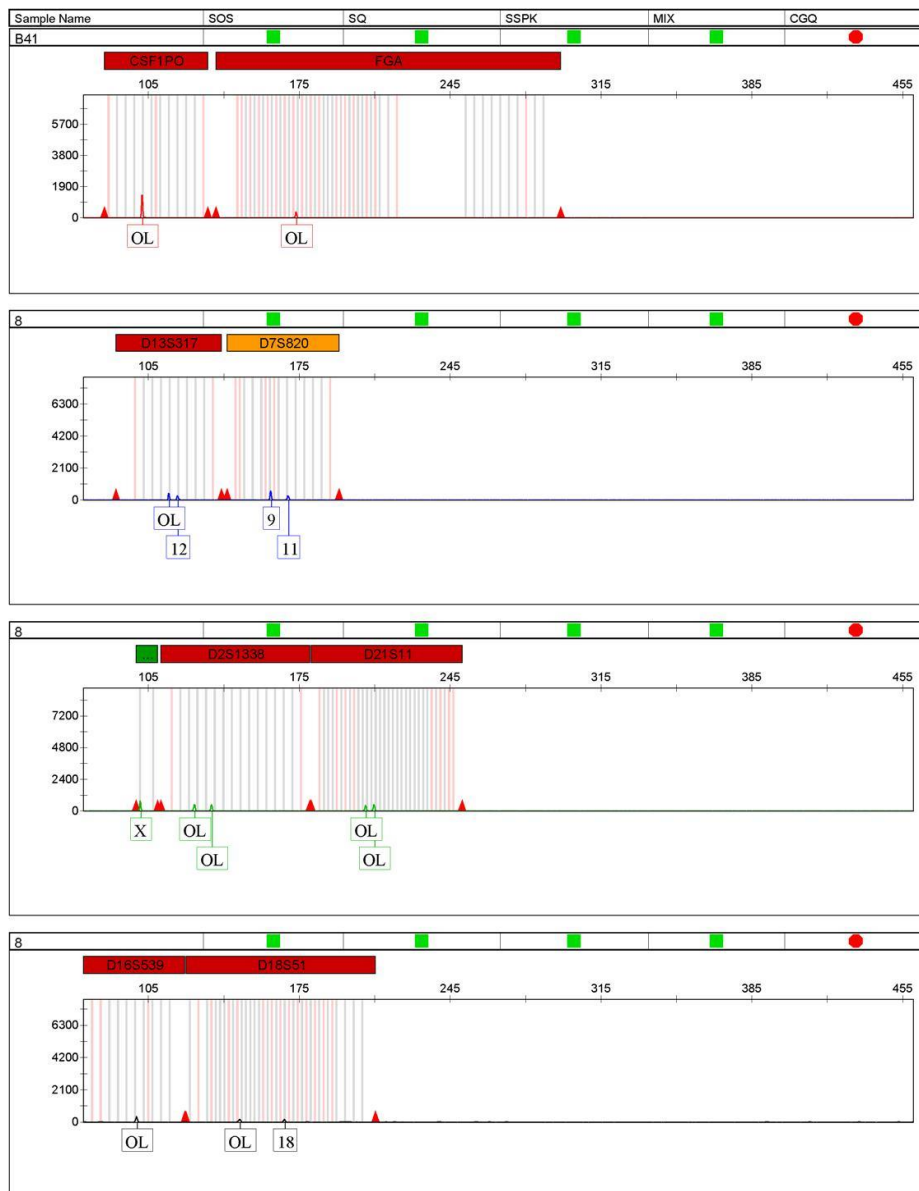 Sample Name SOS SQ SSPK MIX CGQ
B41
CSF1PO FGA
105 175 245 315 385 455
5700
3800
1900
0
OL OL
8
D13S317 D7S820
105 175 245 315 385 455
6300
4200
2100
0
OL 9
12 11
8
... D2S1338 D21S11
105 175 245 315 385 455
7200
4800
2400
0
X OL OL
OL OL
8
D16S539 D18S51
105 175 245 315 385 455
6300
4200
2100
0
OL OL 18